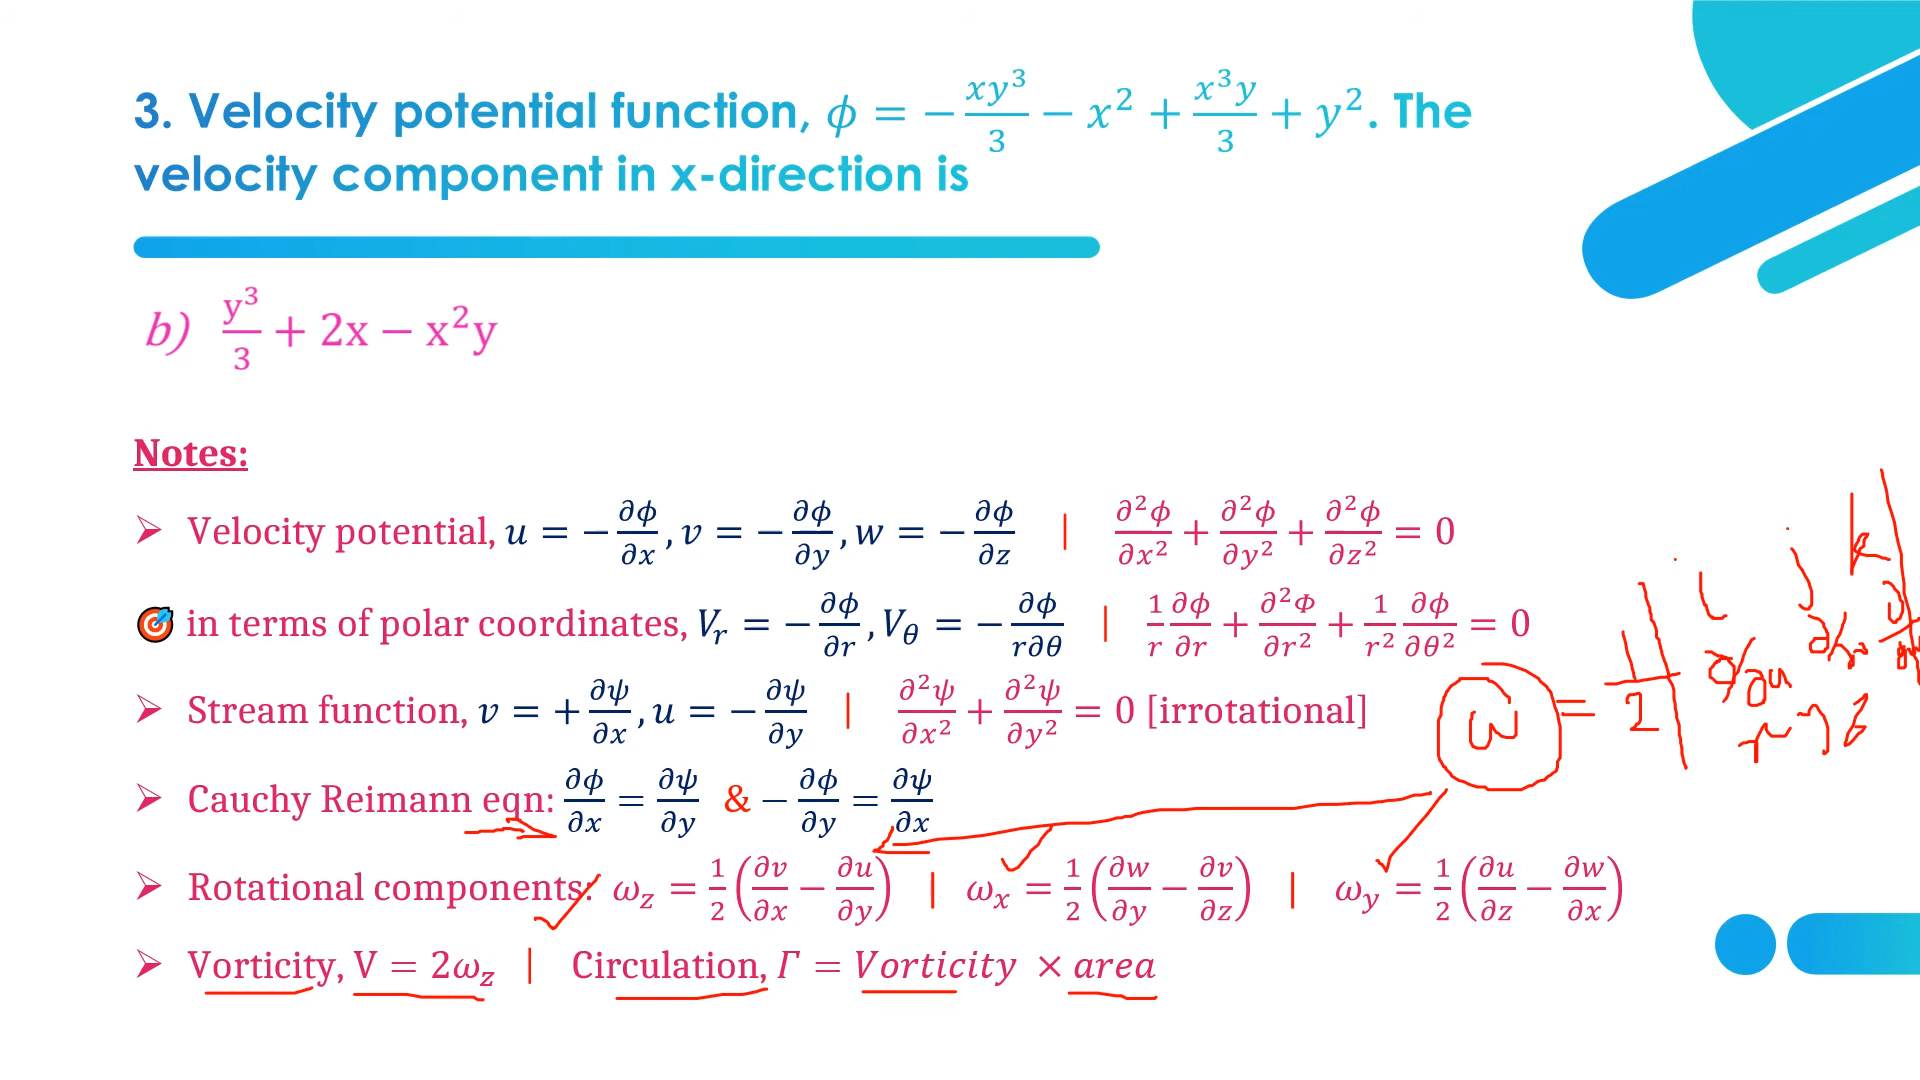 3. Velocity potential function, ϕ = −xy³/3 − x² + x³y/3 + y². The
velocity component in x-direction is
b) y³/3 + 2x − x²y
Notes:
➢ Velocity potential, u = −∂ϕ/∂x, v = −∂ϕ/∂y, w = −∂ϕ/∂z | ∂²ϕ/∂x² + ∂²ϕ/∂y² + ∂²ϕ/∂z² = 0
🎯 in terms of polar coordinates, Vᵣ = −∂ϕ/∂r, V_θ = −∂ϕ/r∂θ | 1/r ∂ϕ/∂r + ∂²Φ/∂r² + 1/r² ∂ϕ/∂θ² = 0
➢ Stream function, v = +∂ψ/∂x, u = −∂ψ/∂y | ∂²ψ/∂x² + ∂²ψ/∂y² = 0 [irrotational]
➢ Cauchy Reimann eqn: ∂ϕ/∂x = ∂ψ/∂y & −∂ϕ/∂y = ∂ψ/∂x
➢ Rotational components: ω_z = 1/2 (∂v/∂x − ∂u/∂y) | ω_x = 1/2 (∂w/∂y − ∂v/∂z) | ω_y = 1/2 (∂u/∂z − ∂w/∂x)
➢ Vorticity, V = 2ω_z | Circulation, Γ = Vorticity × area
i j k
ω = 1/2